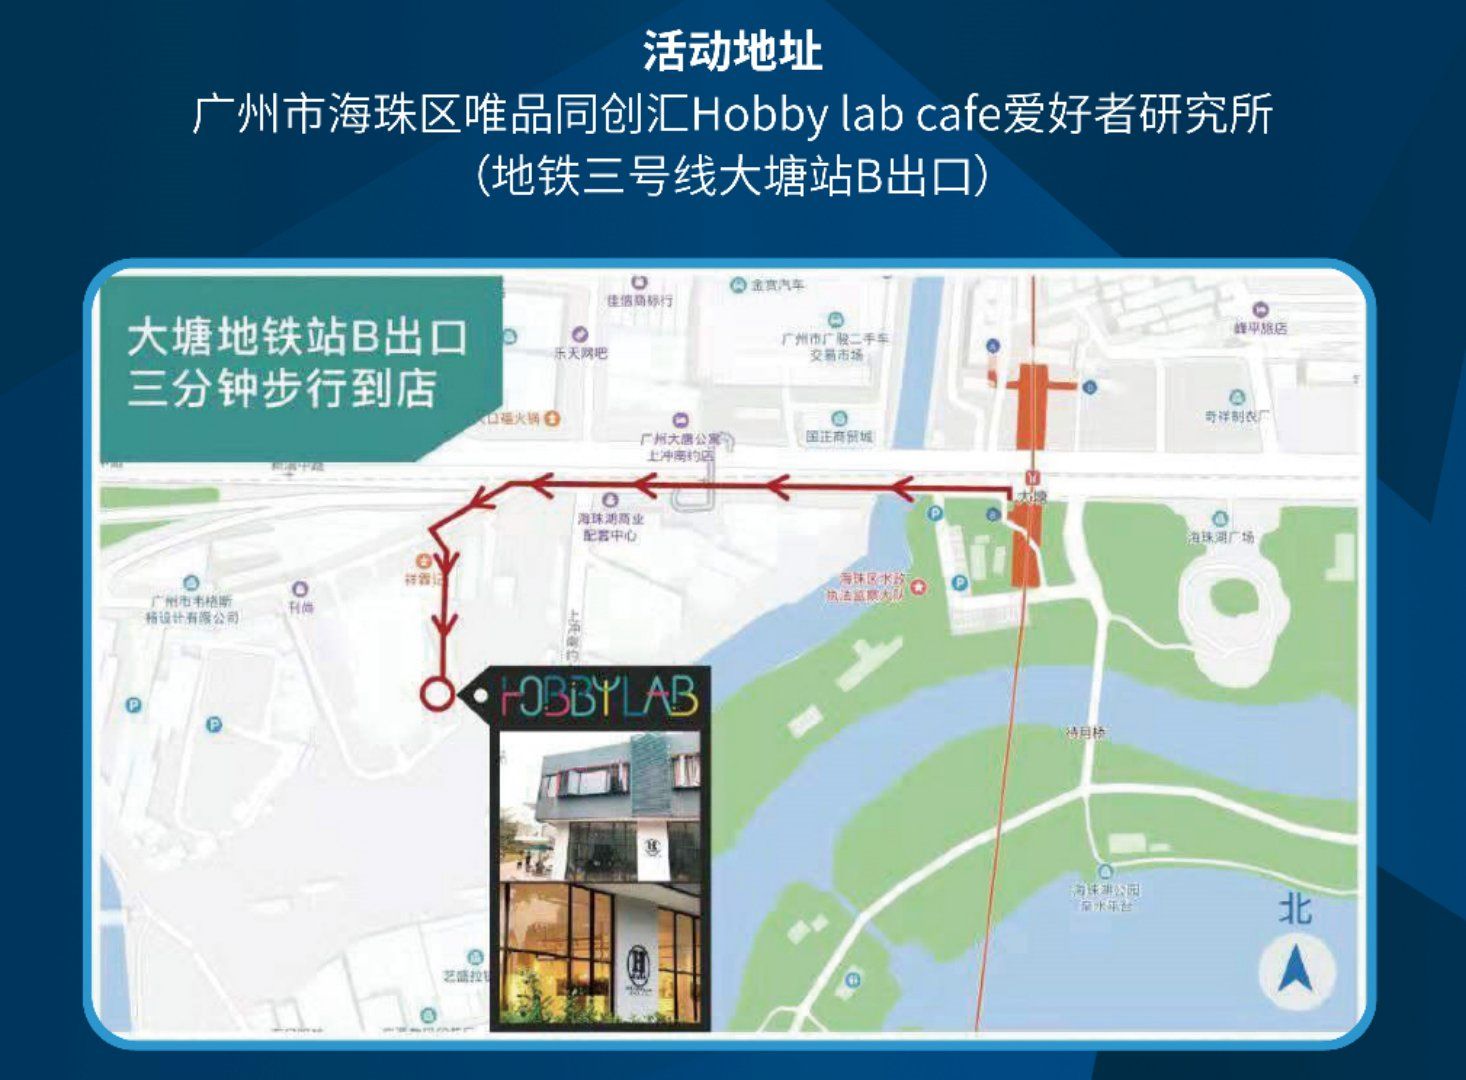 活动地址
广州市海珠区唯品同创汇Hobby lab cafe爱好者研究所
（地铁三号线大塘站B出口）
大塘地铁站B出口
三分钟步行到店
佳信商标行
金宾汽车
乐天网吧
广州市广骏二手车
交易市场
峰平旅店
口福火锅
广州大唐公寓
上冲南约店
国正商贸城
奇祥制衣厂
新滘中路
大塘
海珠湖商业
配套中心
海珠湖广场
祥霖记
海珠区水政
执法监察大队
广州市韦格斯
杨设计有限公司
刊尚
上冲南约
HOBBYLAB
P
P
P
P
待月桥
海珠湖公园
亲水平台
北
H
艺盛拉链